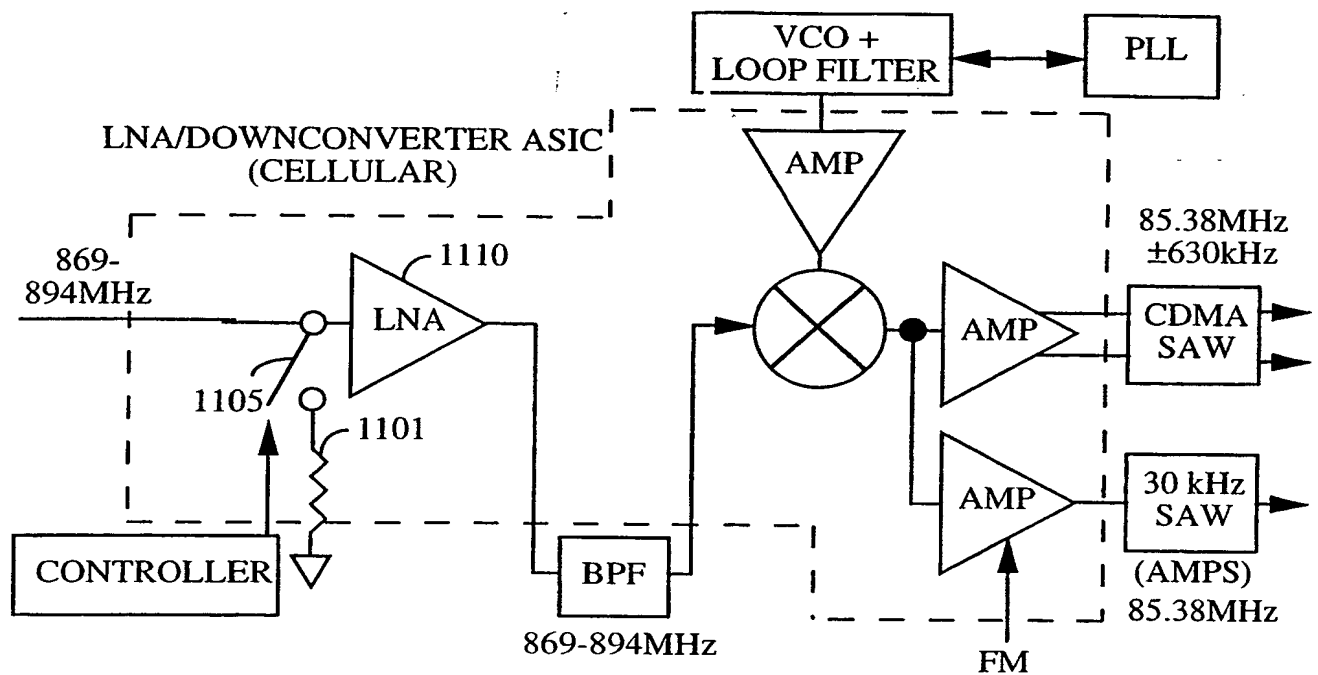 VCO +
LOOP FILTER
PLL
LNA/DOWNCONVERTER ASIC
(CELLULAR)
AMP
85.38MHz
±630kHz
869-
894MHz
1110
LNA
AMP
CDMA
SAW
1105
1101
AMP
30 kHz
SAW
CONTROLLER
BPF
(AMPS)
85.38MHz
869-894MHz
FM